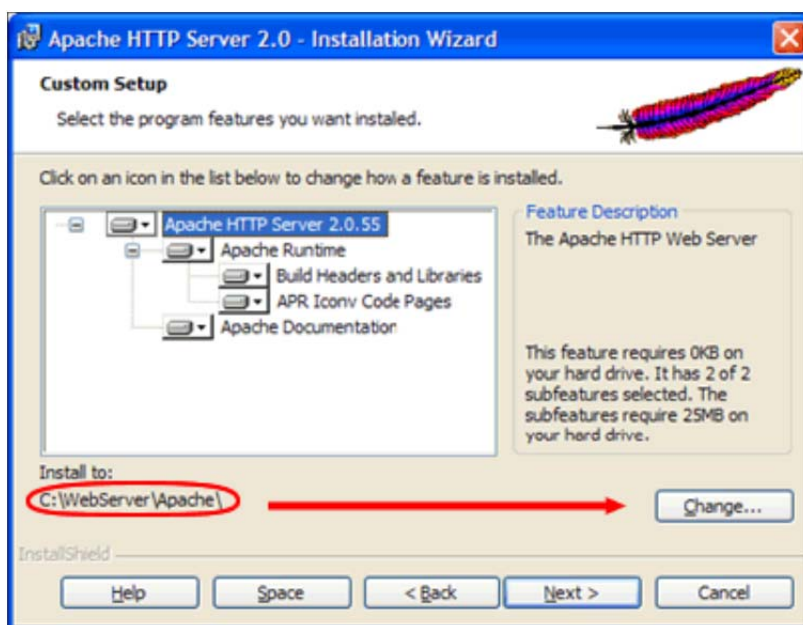 Apache HTTP Server 2.0 - Installation Wizard
Custom Setup
Select the program features you want instaled.
Click on an icon in the list below to change how a feature is installed.
Apache HTTP Server 2.0.55
Apache Runtime
Build Headers and Libraries
APR Iconv Code Pages
Apache Documentation
Feature Description
The Apache HTTP Web Server
This feature requires 0KB on
your hard drive. It has 2 of 2
subfeatures selected. The
subfeatures require 25MB on
your hard drive.
Install to:
C:\WebServer\Apache\
Change...
InstallShield
Help
Space
< Back
Next >
Cancel